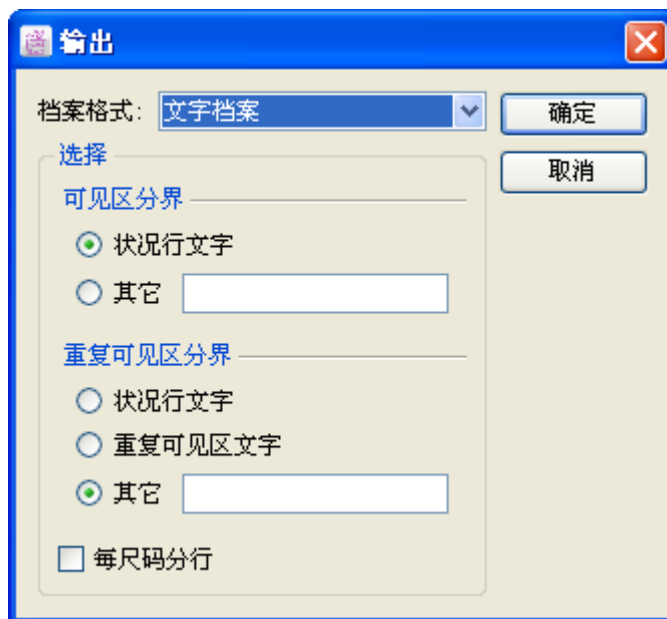 输出
档案格式: 文字档案
确定
取消
选择
可见区分界
状况行文字
其它
重复可见区分界
状况行文字
重复可见区文字
其它
每尺码分行